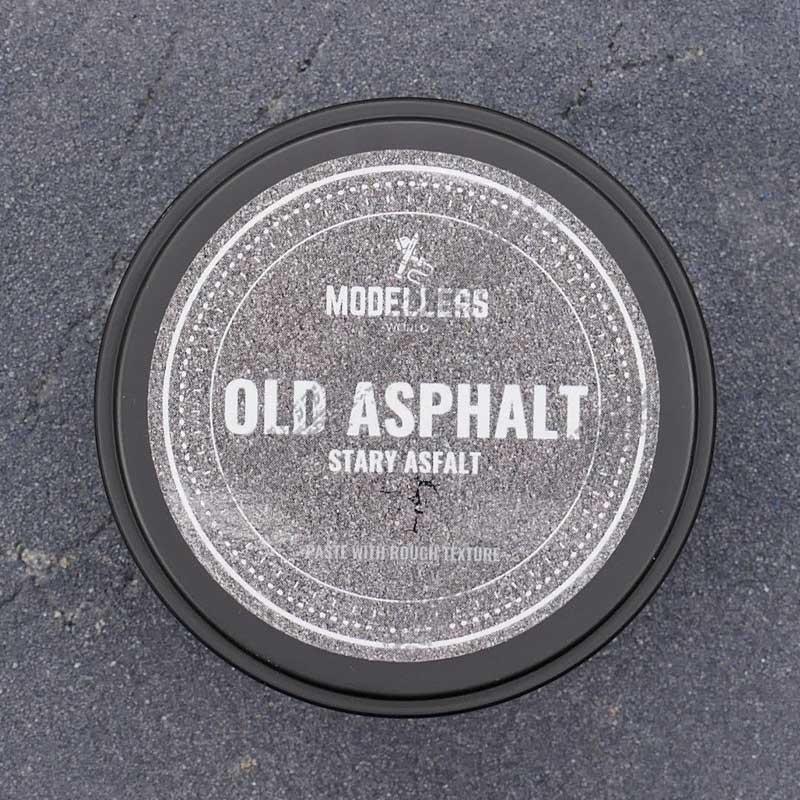 MODELLERS
WORLD
OLD ASPHALT
STARY ASFALT
PASTE WITH ROUGH TEXTURE